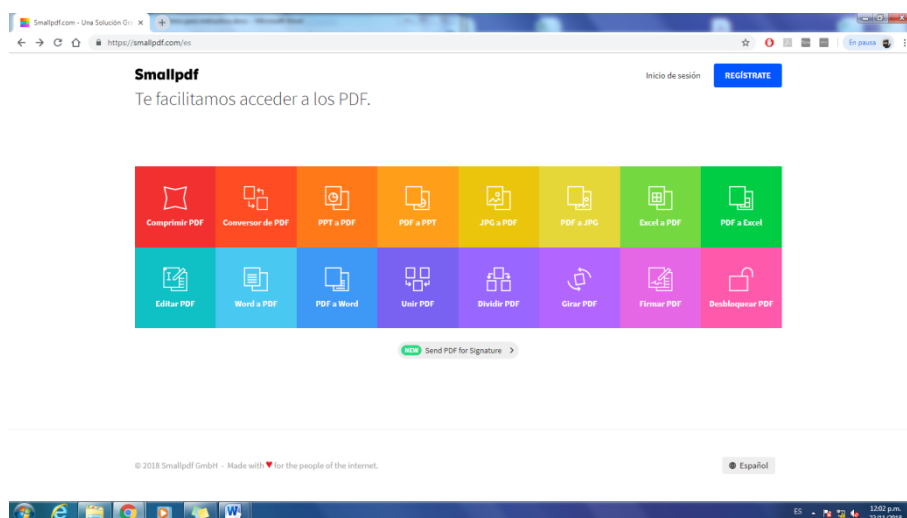 Smallpdf.com - Una Solución Gr
https://smallpdf.com/es
En pausa
Smallpdf
Inicio de sesión
REGÍSTRATE
Te facilitamos acceder a los PDF.
Comprimir PDF
Conversor de PDF
PPT a PDF
PDF a PPT
JPG a PDF
PDF a JPG
Excel a PDF
PDF a Excel
Editar PDF
Word a PDF
PDF a Word
Unir PDF
Dividir PDF
Girar PDF
Firmar PDF
Desbloquear PDF
NEW Send PDF for Signature
© 2018 Smallpdf GmbH - Made with ♥ for the people of the internet.
Español
ES
12:02 p.m.